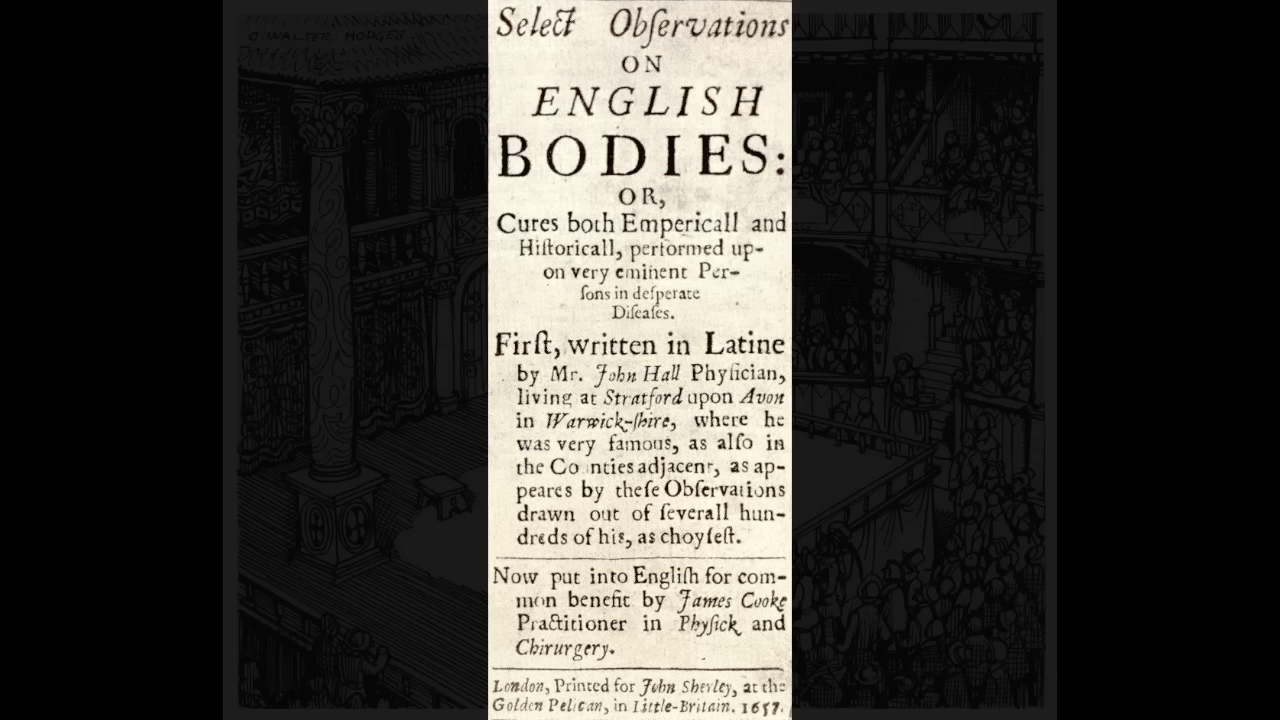 C. WALTER HODGES
Select Obſervations
ON
ENGLISH
BODIES:
OR,
Cures both Empericall and
Hiſtoricall, performed up-
on very eminent Per-
ſons in deſperate
Diſeaſes.
Firſt, written in Latine
by Mr. John Hall Phyſician,
living at Stratford upon Avon
in Warwick-ſhire, where he
was very famous, as alſo in
the Counties adjacent, as ap-
peares by theſe Obſervations
drawn out of ſeverall hun-
dreds of his, as choyſeſt.
Now put into Engliſh for com-
mon benefit by James Cooke
Practitioner in Phyſick and
Chirurgery.
London, Printed for John Sherley, at the
Golden Pelican, in Little-Britain. 1657.